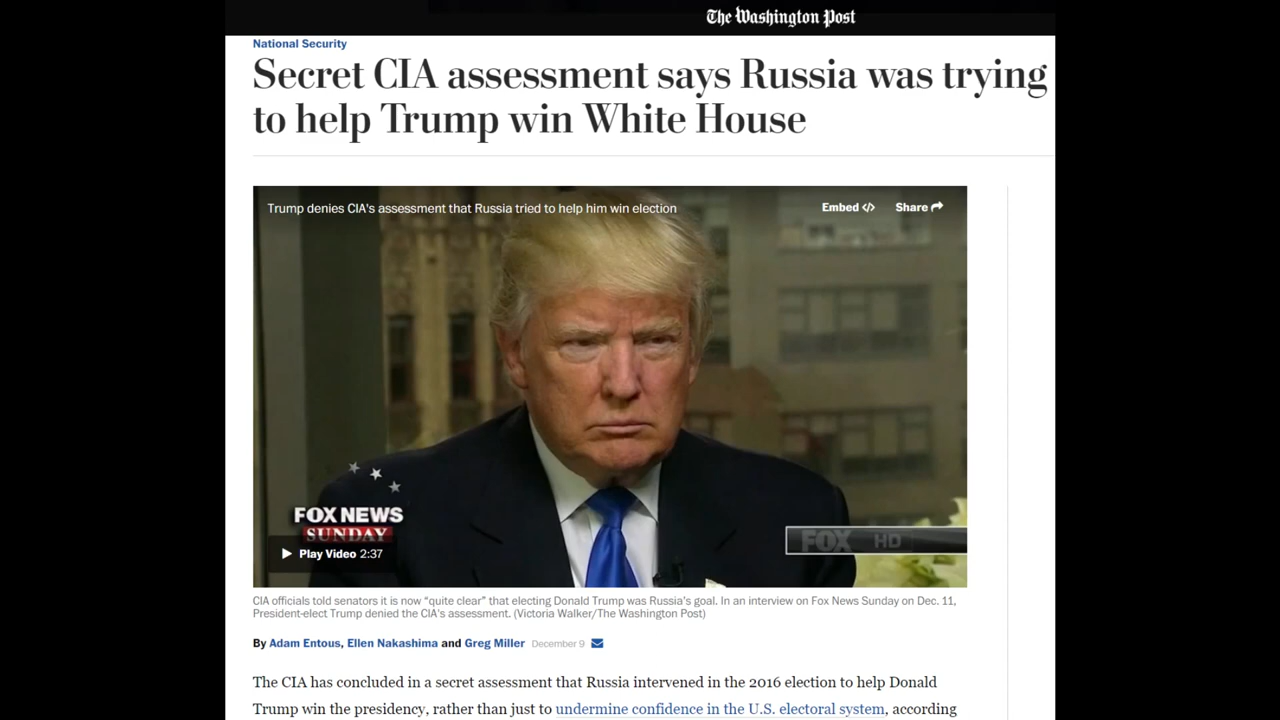 The Washington Post
National Security
Secret CIA assessment says Russia was trying
to help Trump win White House
Trump denies CIA's assessment that Russia tried to help him win election
Embed </>
Share
FOX NEWS
SUNDAY
Play Video 2:37
FOX HD
CIA officials told senators it is now “quite clear” that electing Donald Trump was Russia's goal. In an interview on Fox News Sunday on Dec. 11,
President-elect Trump denied the CIA's assessment. (Victoria Walker/The Washington Post)
By Adam Entous, Ellen Nakashima and Greg Miller December 9
The CIA has concluded in a secret assessment that Russia intervened in the 2016 election to help Donald
Trump win the presidency, rather than just to undermine confidence in the U.S. electoral system, according